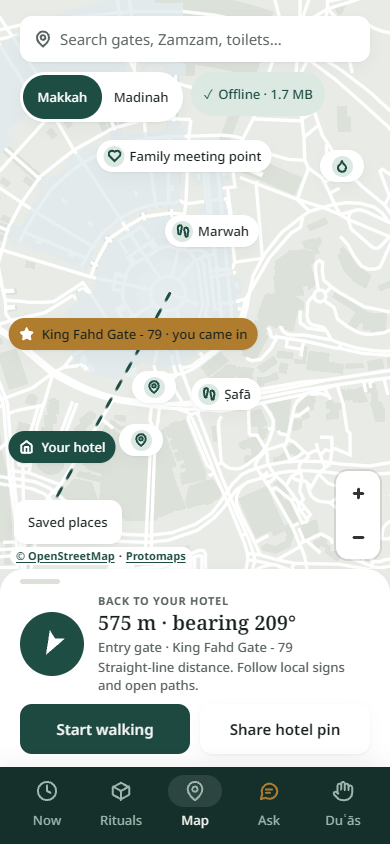 Search gates, Zamzam, toilets...
Makkah
Madinah
✓ Offline · 1.7 MB
Family meeting point
Marwah
King Fahd Gate - 79 · you came in
Ṣafā
Your hotel
Saved places
+
−
© OpenStreetMap · Protomaps
BACK TO YOUR HOTEL
575 m · bearing 209°
Entry gate · King Fahd Gate - 79
Straight-line distance. Follow local signs
and open paths.
Start walking
Share hotel pin
Now
Rituals
Map
Ask
Duʿās